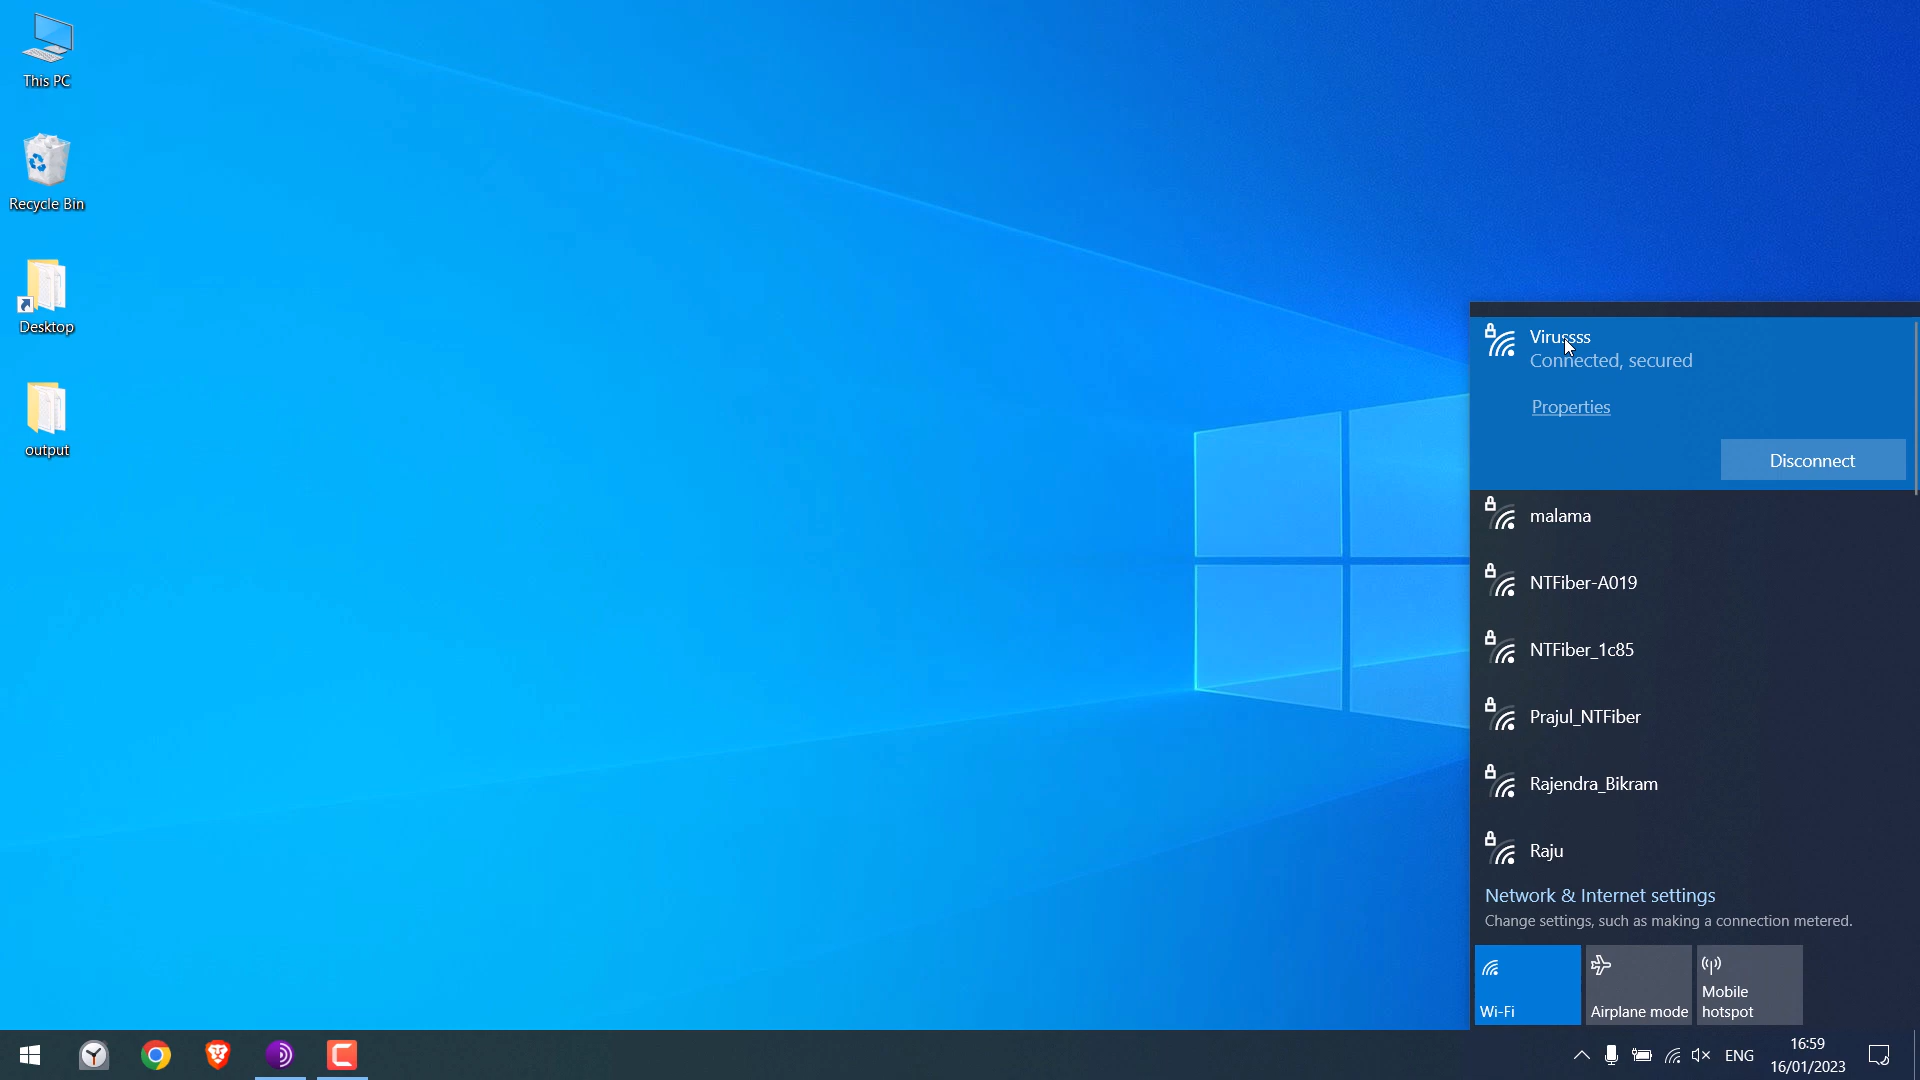 This PC
Recycle Bin
Desktop
output
Virussss
Connected, secured
Properties
Disconnect
malama
NTFiber-A019
NTFiber_1c85
Prajul_NTFiber
Rajendra_Bikram
Raju
Network & Internet settings
Change settings, such as making a connection metered.
Wi-Fi
Airplane mode
Mobile
hotspot
ENG
16:59
16/01/2023